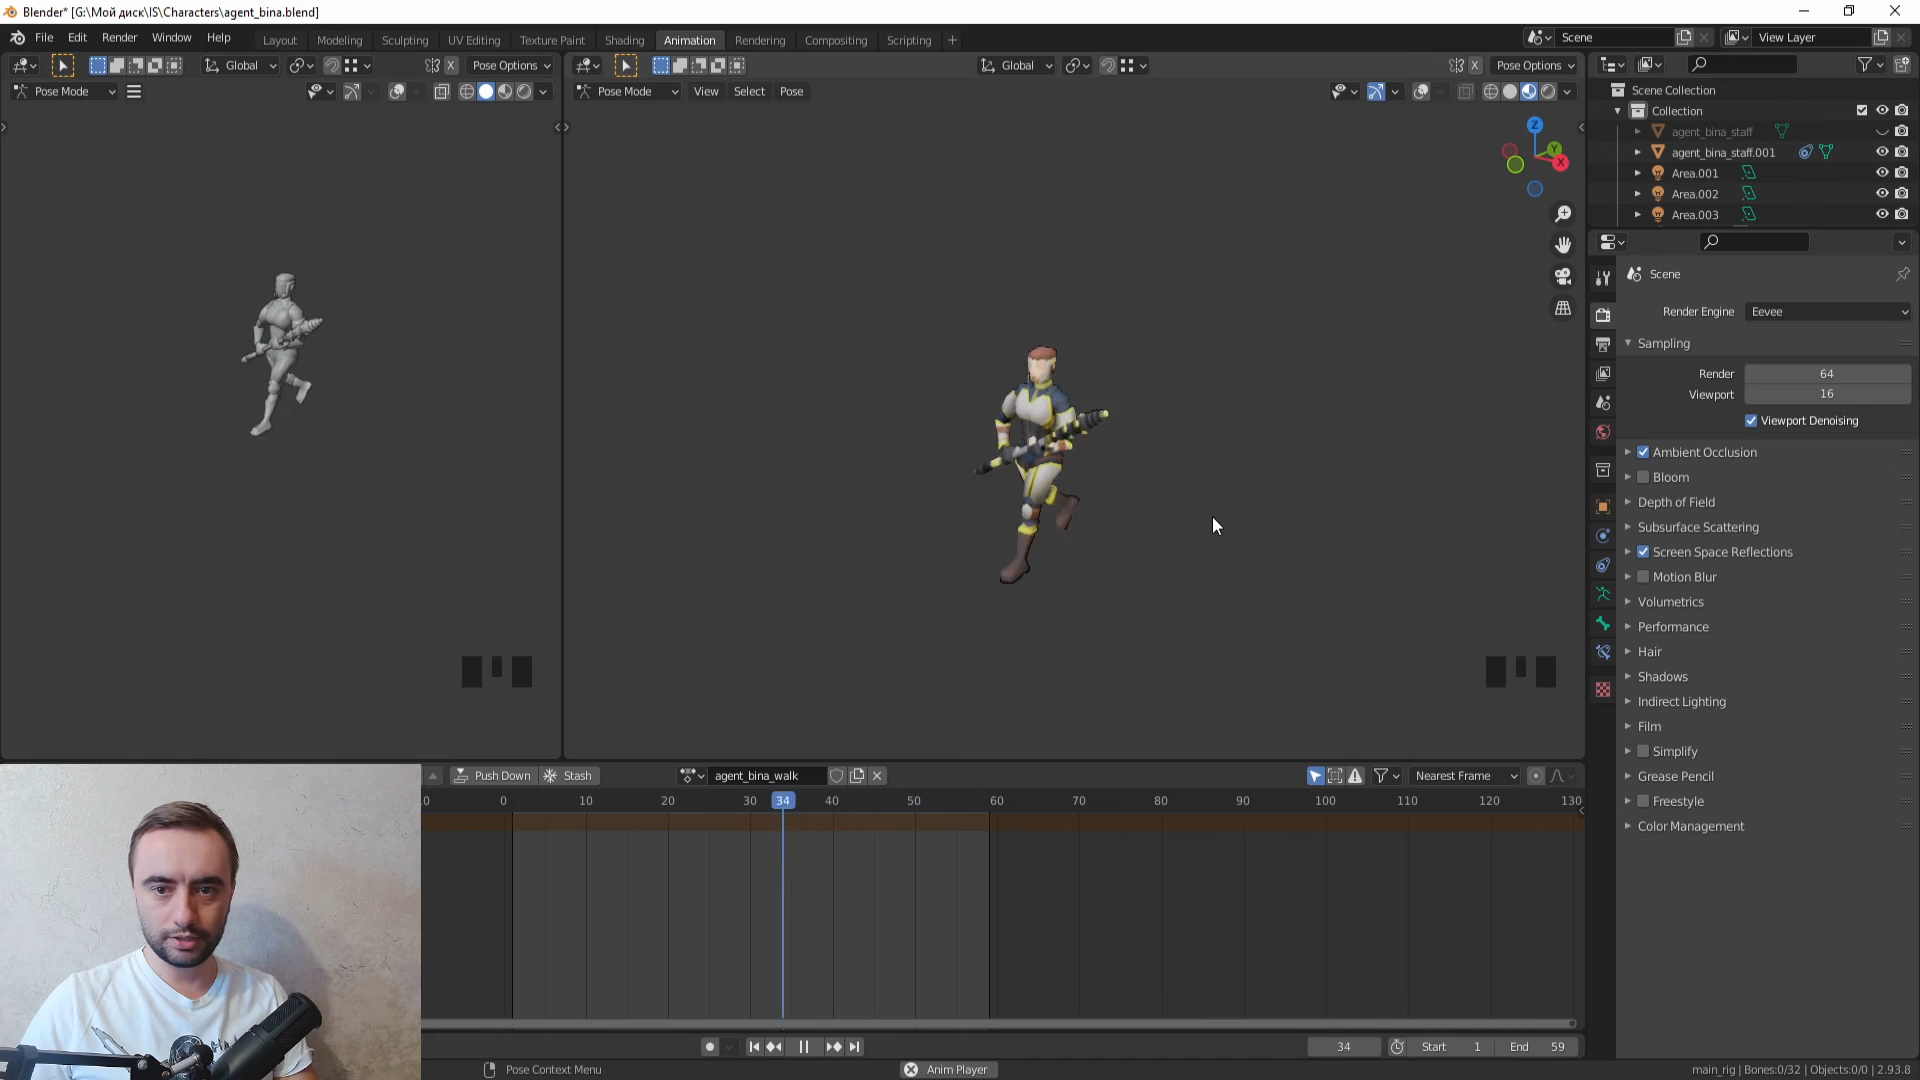 Blender* [G:\Мой диск\IS\Characters\agent_bina.blend]
File Edit Render Window Help
Layout Modeling Sculpting UV Editing Texture Paint Shading Animation Rendering Compositing Scripting +
Scene
View Layer
Global
X
Pose Options
Global
X
Pose Options
Pose Mode
Pose Mode
View Select Pose
Z
Y
X
Scene Collection
Collection
agent_bina_staff
agent_bina_staff.001
Area.001
Area.002
Area.003
Scene
Render Engine Eevee
Sampling
Render 64
Viewport 16
Viewport Denoising
Ambient Occlusion
Bloom
Depth of Field
Subsurface Scattering
Screen Space Reflections
Motion Blur
Volumetrics
Performance
Hair
Shadows
Indirect Lighting
Film
Simplify
Grease Pencil
Freestyle
Color Management
Push Down
Stash
agent_bina_walk
Nearest Frame
0 0 10 20 30 34 40 50 60 70 80 90 100 110 120 130
34
Start 1
End 59
Pose Context Menu
Anim Player
main_rig | Bones:0/32 | Objects:0/0 | 2.93.8